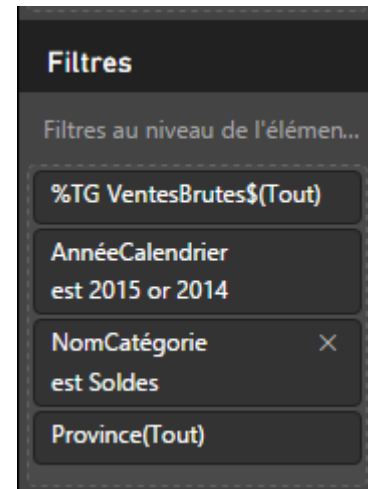 Filtres
Filtres au niveau de l'élémen...
%TG VentesBrutes$(Tout)
AnnéeCalendrier
est 2015 or 2014
NomCatégorie
est Soldes
Province(Tout)